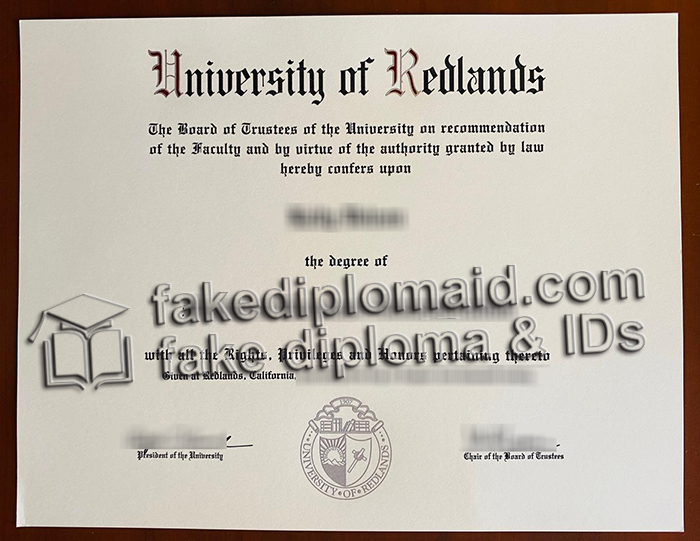 University of Redlands
The Board of Trustees of the University on recommendation
of the Faculty and by virtue of the authority granted by law
hereby confers upon
the degree of
fakediplomaid.com
fake diploma & IDs
with all the Rights, Privileges and Honors pertaining thereto
Given at Redlands, California,
President of the University
1907
UNIVERSITY OF REDLANDS
Chair of the Board of Trustees